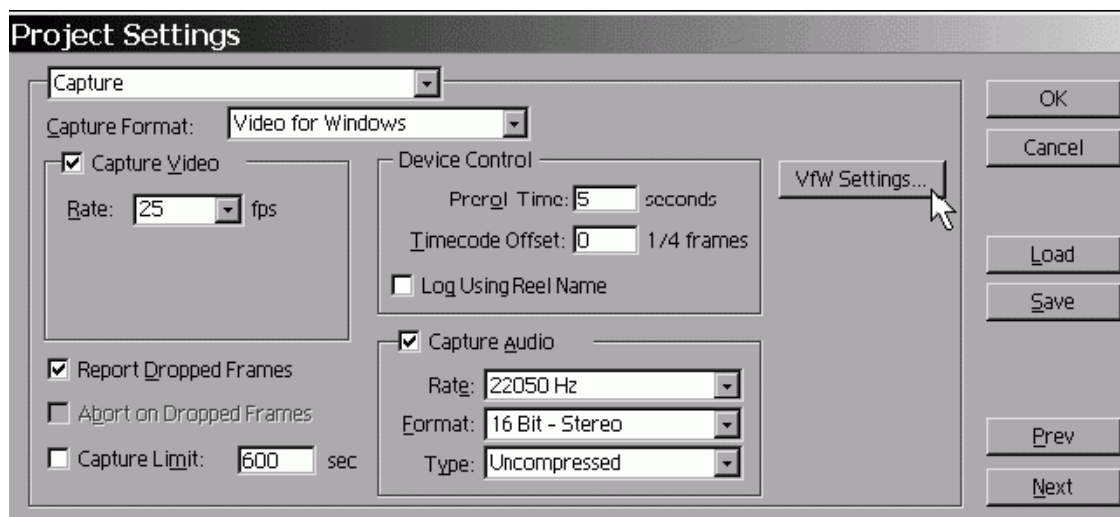 Project Settings
Capture
Capture Format: Video for Windows
Capture Video
Rate: 25 fps
Device Control
Prerol Time: 5 seconds
Timecode Offset: 0 1/4 frames
Log Using Reel Name
VfW Settings...
Report Dropped Frames
Abort on Dropped Frames
Capture Limit: 600 sec
Capture Audio
Rate: 22050 Hz
Format: 16 Bit - Stereo
Type: Uncompressed
OK
Cancel
Load
Save
Prev
Next